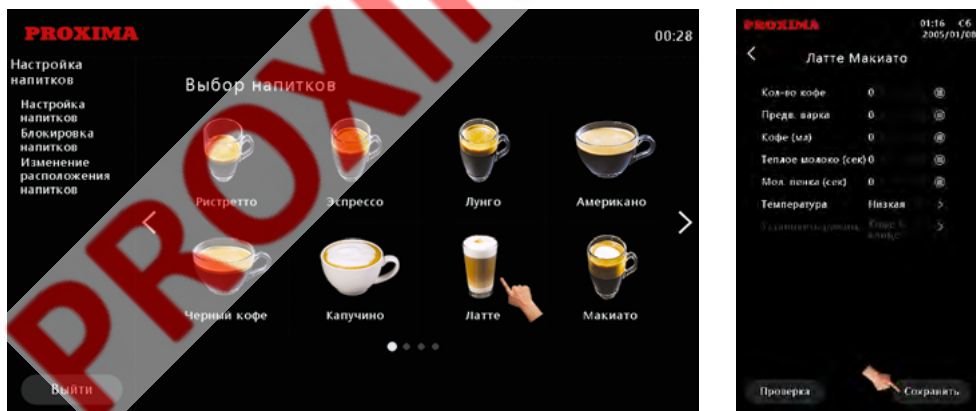 PROXIMA
00:28
Настройка
напитков
Настройка
напитков
Блокировка
напитков
Изменение
расположения
напитков
Выбор напитков
Ристретто
Эспрессо
Лунго
Американо
Черный кофе
Капучино
Латте
Макиато
Выйти
PROXIM
PROXIMA
01:16 Сб
2005/01/08
Латте Макиато
Кол-во кофе 0
Предв. варка 0
Кофе (мл) 0
Теплое молоко (сек) 0
Мол. пенка (сек) 0
Температура Низкая
Проверка
Сохранить